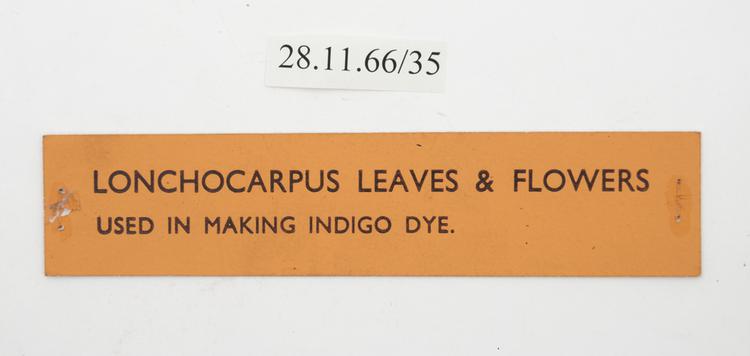 28.11.66/35
LONCHOCARPUS LEAVES & FLOWERS
USED IN MAKING INDIGO DYE.